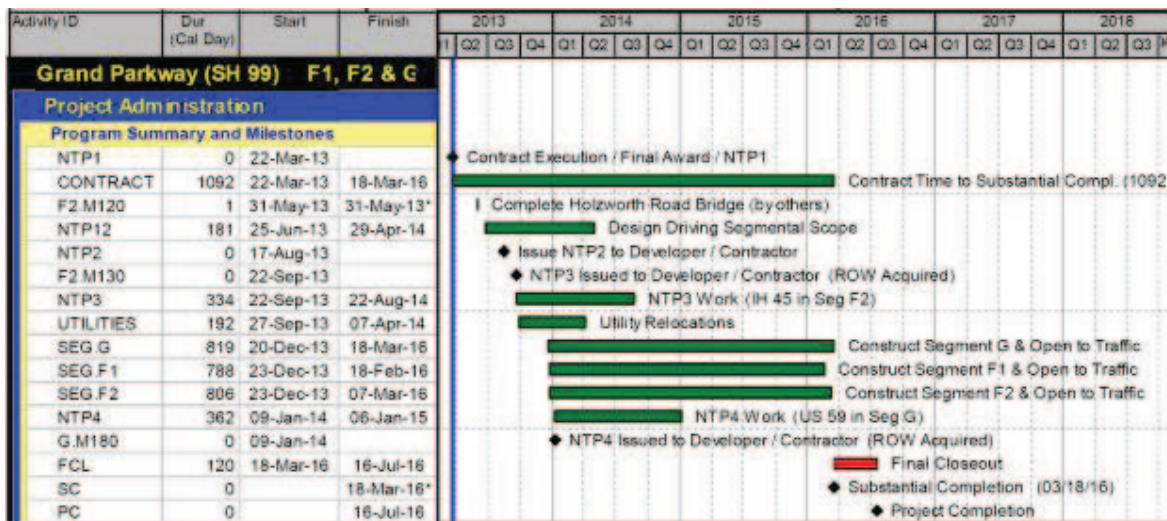 Activity ID Dur Start Finish 2013 2014 2015 2016 2017 2018
(Cal Day) Q2 Q3 Q4 Q1 Q2 Q3 Q4 Q1 Q2 Q3 Q4 Q1 Q2 Q3 Q4 Q1 Q2 Q3 Q4 Q1 Q2 Q3
Grand Parkway (SH 99) F1, F2 & G
Project Administration
Program Summary and Milestones
NTP1 0 22-Mar-13 Contract Execution / Final Award / NTP1
CONTRACT 1092 22-Mar-13 18-Mar-16 Contract Time to Substantial Compl. (1092
F2.M120 1 31-May-13 31-May-13* Complete Holzworth Road Bridge (by others)
NTP12 181 25-Jun-13 29-Apr-14 Design Driving Segmental Scope
NTP2 0 17-Aug-13 Issue NTP2 to Developer / Contractor
F2.M130 0 22-Sep-13 NTP3 Issued to Developer / Contractor (ROW Acquired)
NTP3 334 22-Sep-13 22-Aug-14 NTP3 Work (IH 45 in Seg F2)
UTILITIES 192 27-Sep-13 07-Apr-14 Utility Relocations
SEG.G 819 20-Dec-13 18-Mar-16 Construct Segment G & Open to Traffic
SEG.F1 788 23-Dec-13 18-Feb-16 Construct Segment F1 & Open to Traffic
SEG.F2 806 23-Dec-13 07-Mar-16 Construct Segment F2 & Open to Traffic
NTP4 362 09-Jan-14 06-Jan-15 NTP4 Work (US 59 in Seg G)
G.M180 0 09-Jan-14 NTP4 Issued to Developer / Contractor (ROW Acquired)
FCL 120 18-Mar-16 16-Jul-16 Final Closeout
SC 0 18-Mar-16* Substantial Completion (03/18/16)
PC 0 16-Jul-16 Project Completion